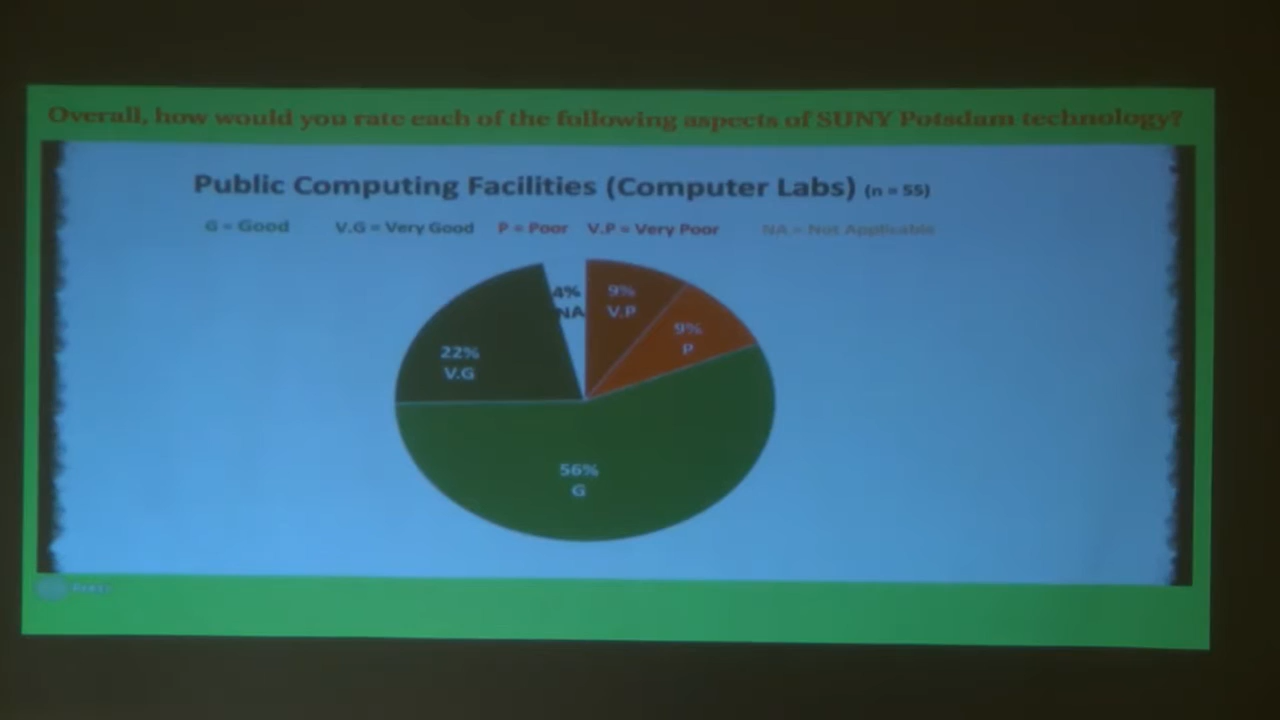 Overall, how would you rate each of the following aspects of SUNY Potsdam technology?
Public Computing Facilities (Computer Labs) (n = 55)
G = Good V.G = Very Good P = Poor V.P = Very Poor NA = Not Applicable
4%
NA
9%
V.P
9%
P
22%
V.G
56%
G